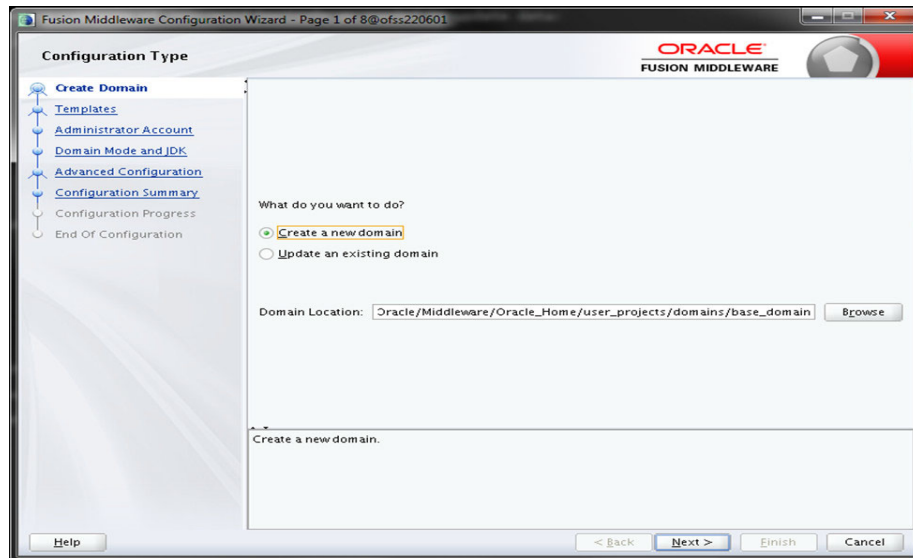 Fusion Middleware Configuration Wizard - Page 1 of 8@ofss220601
Configuration Type
ORACLE
FUSION MIDDLEWARE
Create Domain
Templates
Administrator Account
Domain Mode and JDK
Advanced Configuration
Configuration Summary
Configuration Progress
End Of Configuration
What do you want to do?
Create a new domain
Update an existing domain
Domain Location: Oracle/Middleware/Oracle_Home/user_projects/domains/base_domain Browse
Create a new domain.
Help < Back Next > Finish Cancel